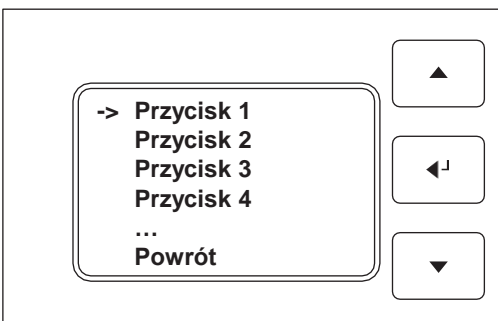 -> Przycisk 1
Przycisk 2
Przycisk 3
Przycisk 4
…
Powrót